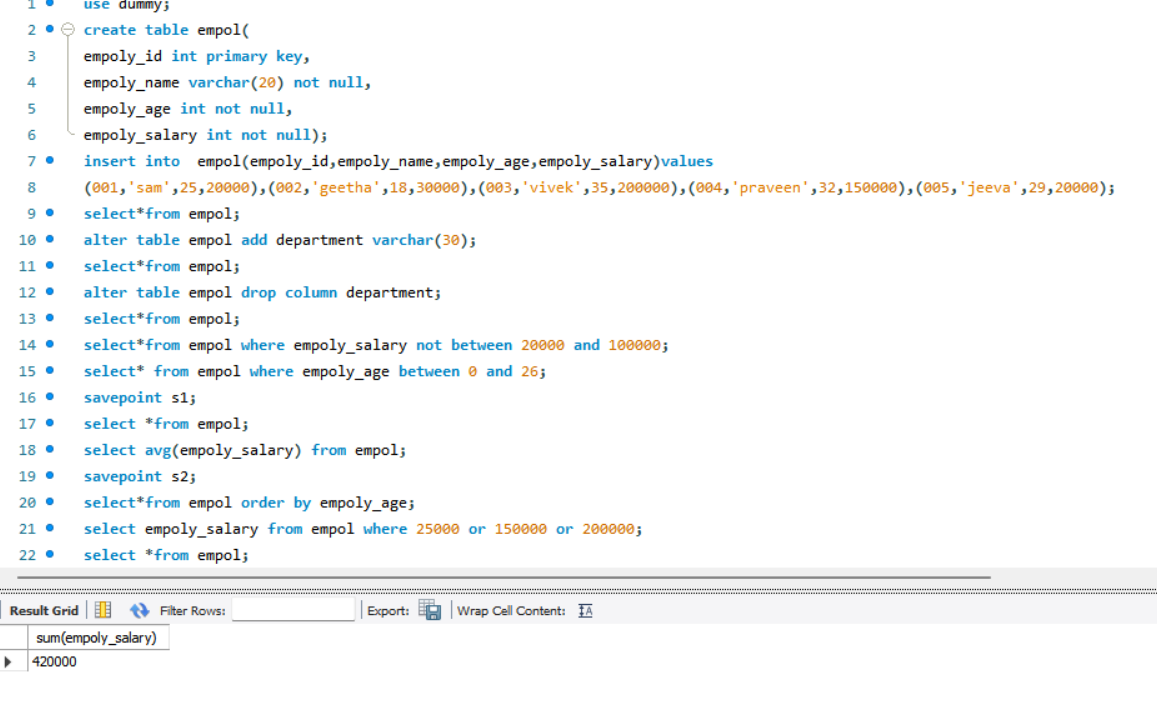 1 use dummy;
2 create table empol(
3 empoly_id int primary key,
4 empoly_name varchar(20) not null,
5 empoly_age int not null,
6 empoly_salary int not null);
7 insert into  empol(empoly_id,empoly_name,empoly_age,empoly_salary)values
8 (001,'sam',25,20000),(002,'geetha',18,30000),(003,'vivek',35,200000),(004,'praveen',32,150000),(005,'jeeva',29,20000);
9 select*from empol;
10 alter table empol add department varchar(30);
11 select*from empol;
12 alter table empol drop column department;
13 select*from empol;
14 select*from empol where empoly_salary not between 20000 and 100000;
15 select* from empol where empoly_age between 0 and 26;
16 savepoint s1;
17 select *from empol;
18 select avg(empoly_salary) from empol;
19 savepoint s2;
20 select*from empol order by empoly_age;
21 select empoly_salary from empol where 25000 or 150000 or 200000;
22 select *from empol;
Result Grid Filter Rows: Export: Wrap Cell Content: IA
sum(empoly_salary)
420000